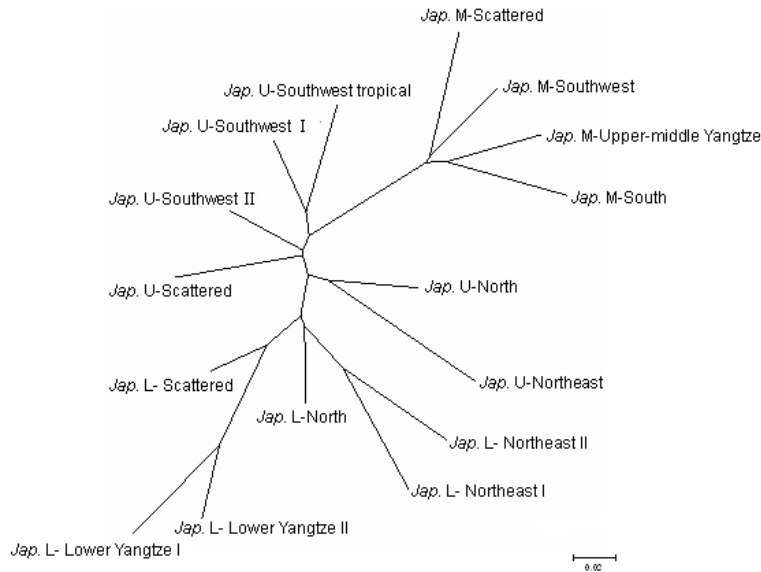 Jap. M-Scattered
Jap. M-Southwest
Jap. U-Southwest tropical
Jap. U-Southwest I
Jap. M-Upper-middle Yangtze
Jap. M-South
Jap. U-Southwest II
Jap. U-Scattered
Jap. U-North
Jap. L- Scattered
Jap. U-Northeast
Jap. L-North
Jap. L- Northeast II
Jap. L- Northeast I
Jap. L- Lower Yangtze II
Jap. L- Lower Yangtze I
0.02